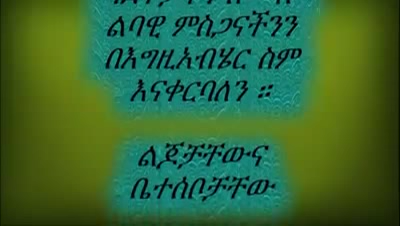 ልባዊ ምስጋናችንን
በእግዚአብሄር ስም
እናቀርባለን ።
ልጆቻቸውና
ቤተሰቦቻቸው